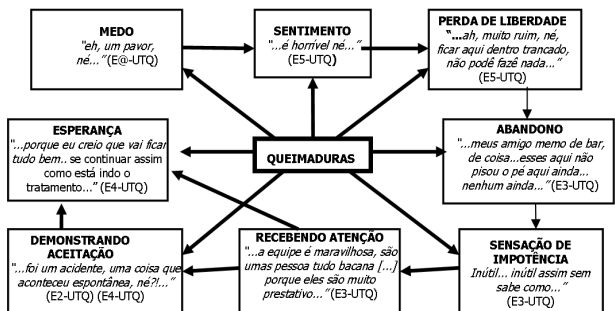 MEDO
"eh, um pavor,
né..." (E@-UTQ)
SENTIMENTO
"...é horrível né..."
(E5-UTQ)
PERDA DE LIBERDADE
"...ah, muito ruim, né,
ficar aqui dentro trancado,
não podê fazê nada..."
(E5-UTQ)
ESPERANÇA
"...porque eu creio que vai ficar
tudo bem.. se continuar assim
como está indo o
tratamento..." (E4-UTQ)
QUEIMADURAS
ABANDONO
"...meus amigo memo de bar,
de coisa...esses aqui não
pisou o pé aqui ainda...
nenhum ainda..." (E3-UTQ)
DEMONSTRANDO
ACEITAÇÃO
"...foi um acidente, uma coisa que
aconteceu espontânea, né?!..."
(E2-UTQ) (E4-UTQ)
RECEBENDO ATENÇÃO
"...a equipe é maravilhosa, são
umas pessoa tudo bacana [...]
porque eles são muito
prestativo..." (E3-UTQ)
SENSAÇÃO DE
IMPOTÊNCIA
Inútil... inútil assim sem
sabe como..."
(E3-UTQ)